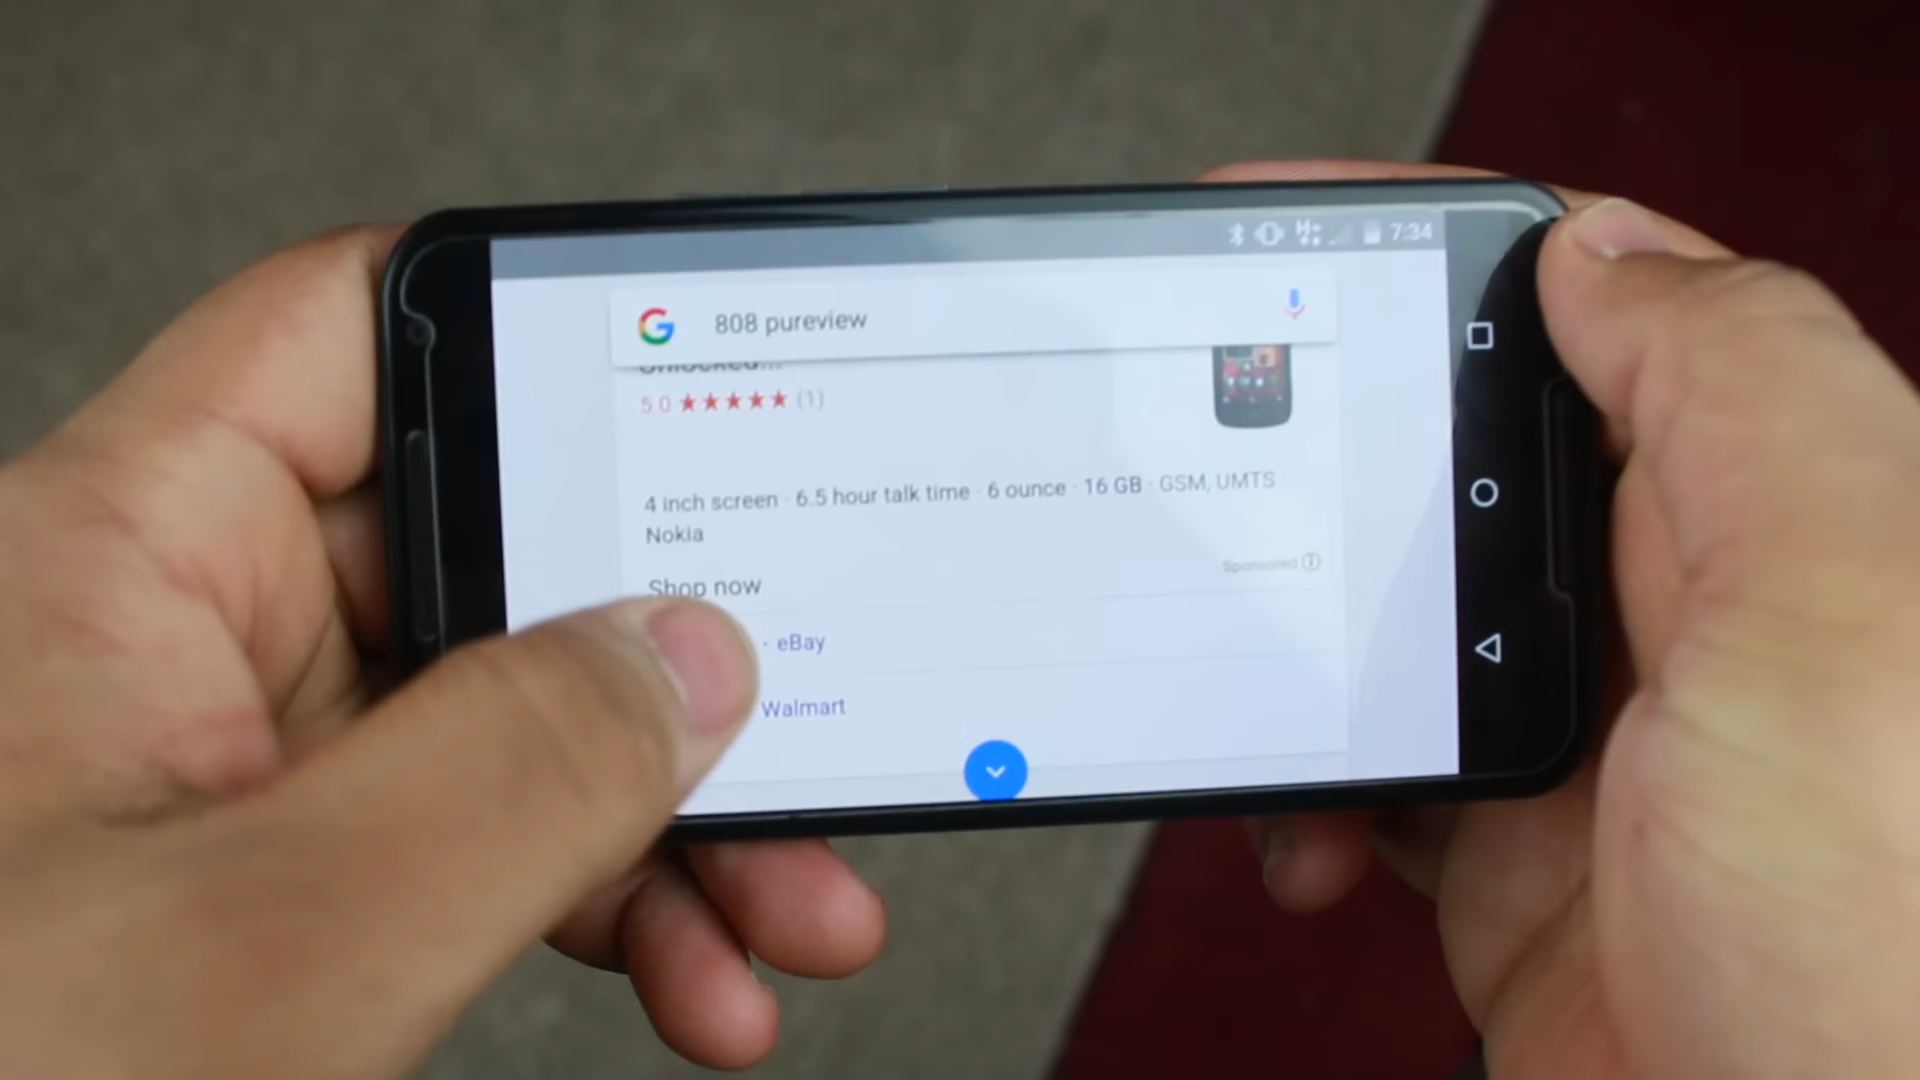 7:34
808 pureview
Unlocked...
5.0 ★★★★★ (1)
4 inch screen · 6.5 hour talk time · 6 ounce · 16 GB · GSM, UMTS ·
Nokia
Sponsored
Shop now
· eBay
Walmart